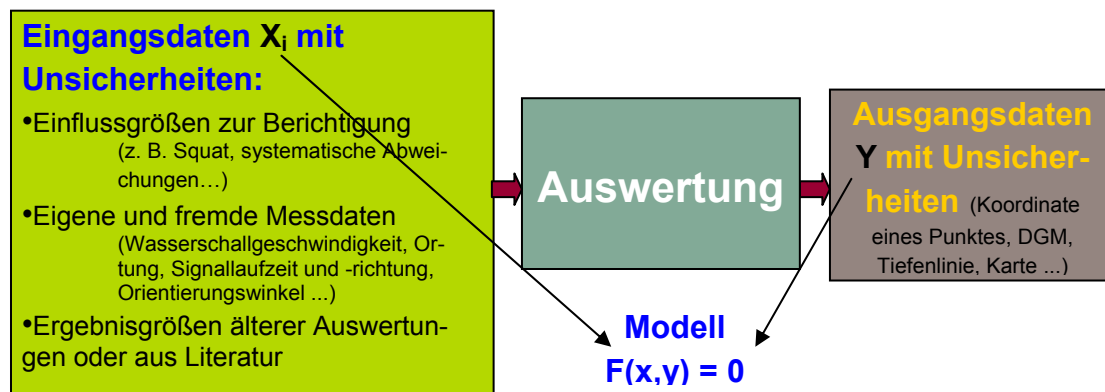 Eingangsdaten Xi mit
Unsicherheiten:
•Einflussgrößen zur Berichtigung
(z. B. Squat, systematische Abwei-
chungen…)
•Eigene und fremde Messdaten
(Wasserschallgeschwindigkeit, Or-
tung, Signallaufzeit und -richtung,
Orientierungswinkel ...)
•Ergebnisgrößen älterer Auswertun-
gen oder aus Literatur
Auswertung
Ausgangsdaten
Y mit Unsicher-
heiten (Koordinate
eines Punktes, DGM,
Tiefenlinie, Karte ...)
Modell
F(x,y) = 0